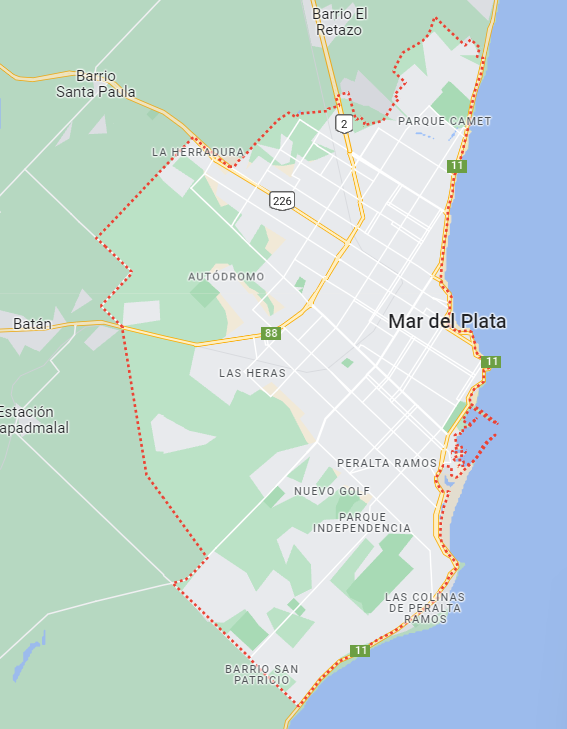 Barrio El
Retazo
Barrio
Santa Paula
PARQUE CAMET
2
LA HERRADURA
11
226
AUTÓDROMO
Mar del Plata
Batán
88
11
LAS HERAS
Estación
apadmalal
PERALTA RAMOS
NUEVO GOLF
PARQUE
INDEPENDENCIA
LAS COLINAS
DE PERALTA
RAMOS
11
BARRIO SAN
PATRICIO